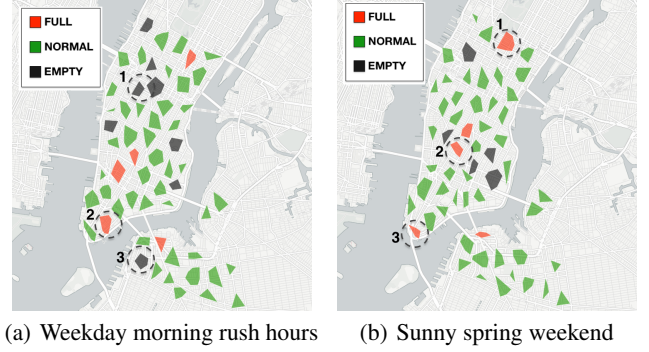 FULL
NORMAL
EMPTY
1
2
3
FULL
NORMAL
EMPTY
1
2
3
(a) Weekday morning rush hours
(b) Sunny spring weekend